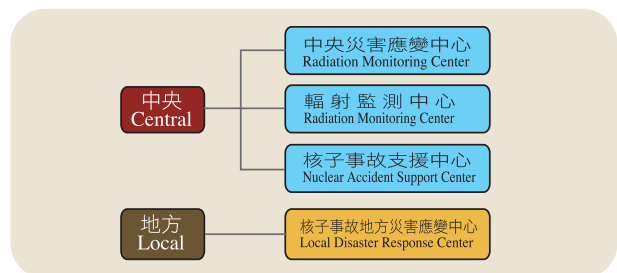 中央災害應變中心
Radiation Monitoring Center
中央
Central
輻射監測中心
Radiation Monitoring Center
核子事故支援中心
Nuclear Accident Support Center
地方
Local
核子事故地方災害應變中心
Local Disaster Response Center